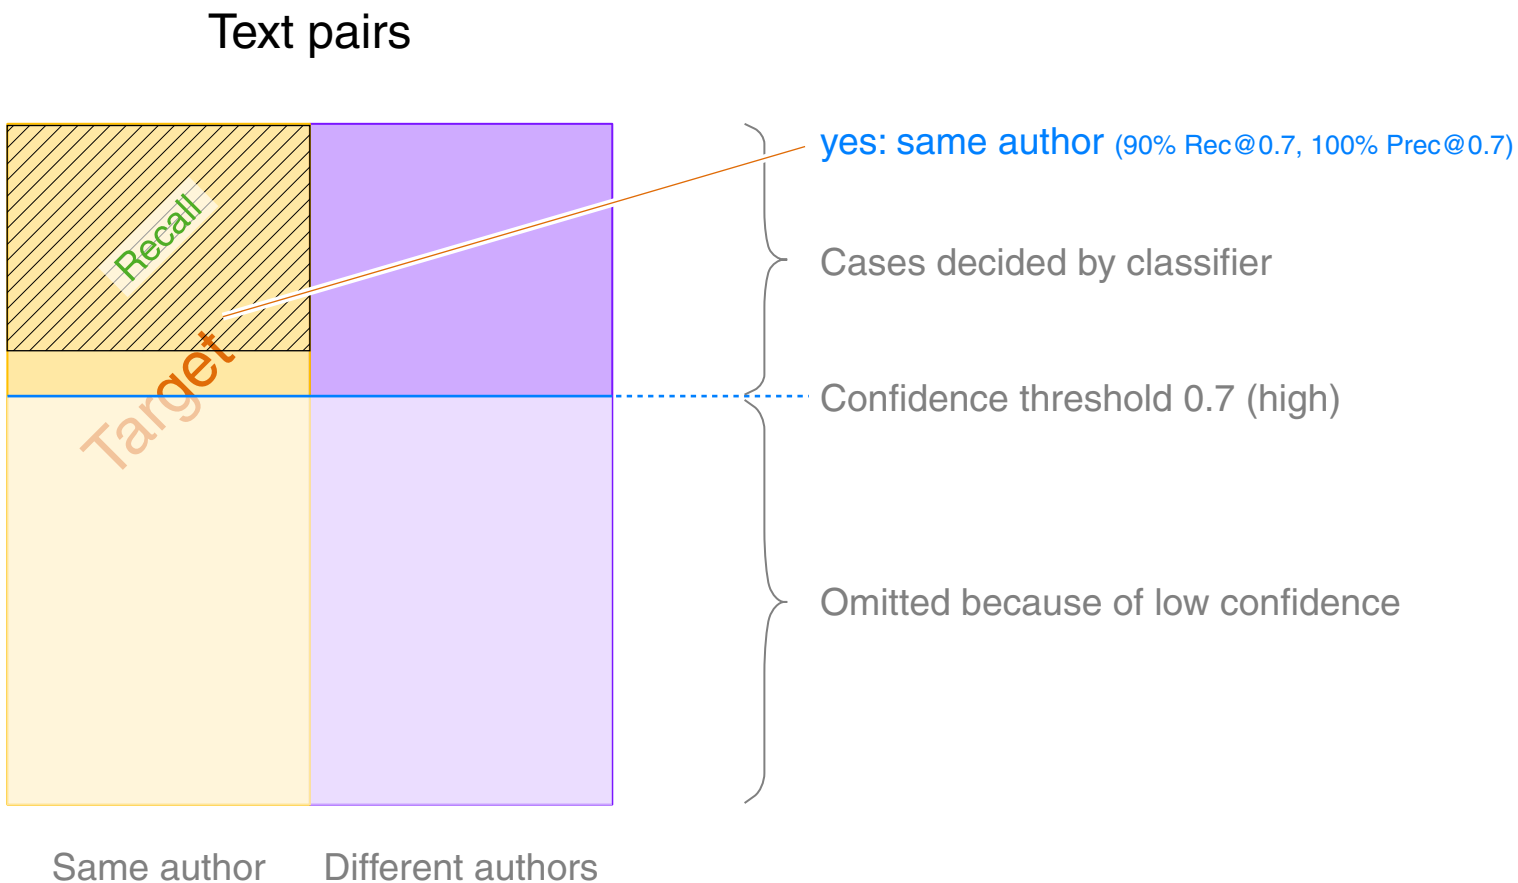 Text pairs
yes: same author (90% Rec@0.7, 100% Prec@0.7)
Recall
Cases decided by classifier
Target
Confidence threshold 0.7 (high)
Omitted because of low confidence
Same author
Different authors